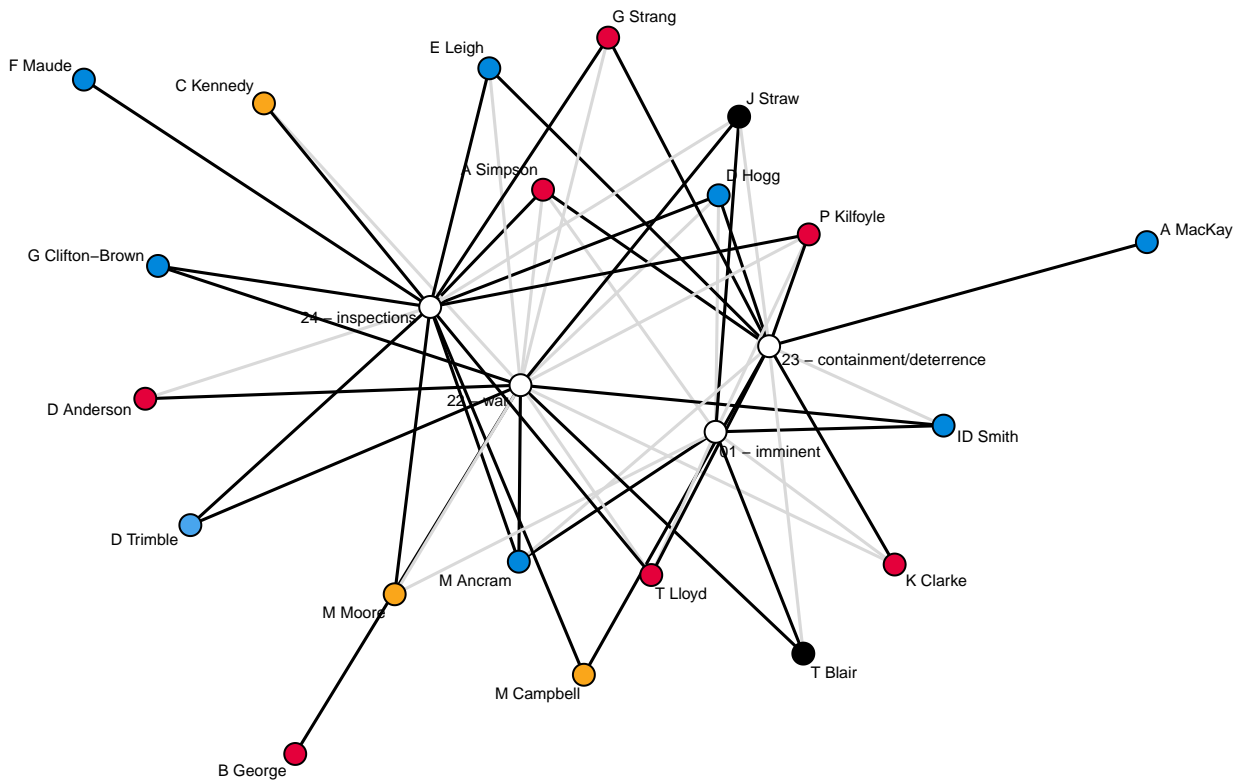 G Strang
E Leigh
F Maude
C Kennedy
J Straw
A Simpson
D Hogg
P Kilfoyle
A MacKay
G Clifton−Brown
24 − inspections
23 − containment/deterrence
22 − war
D Anderson
ID Smith
01 − imminent
D Trimble
M Ancram
K Clarke
T Lloyd
M Moore
T Blair
M Campbell
B George